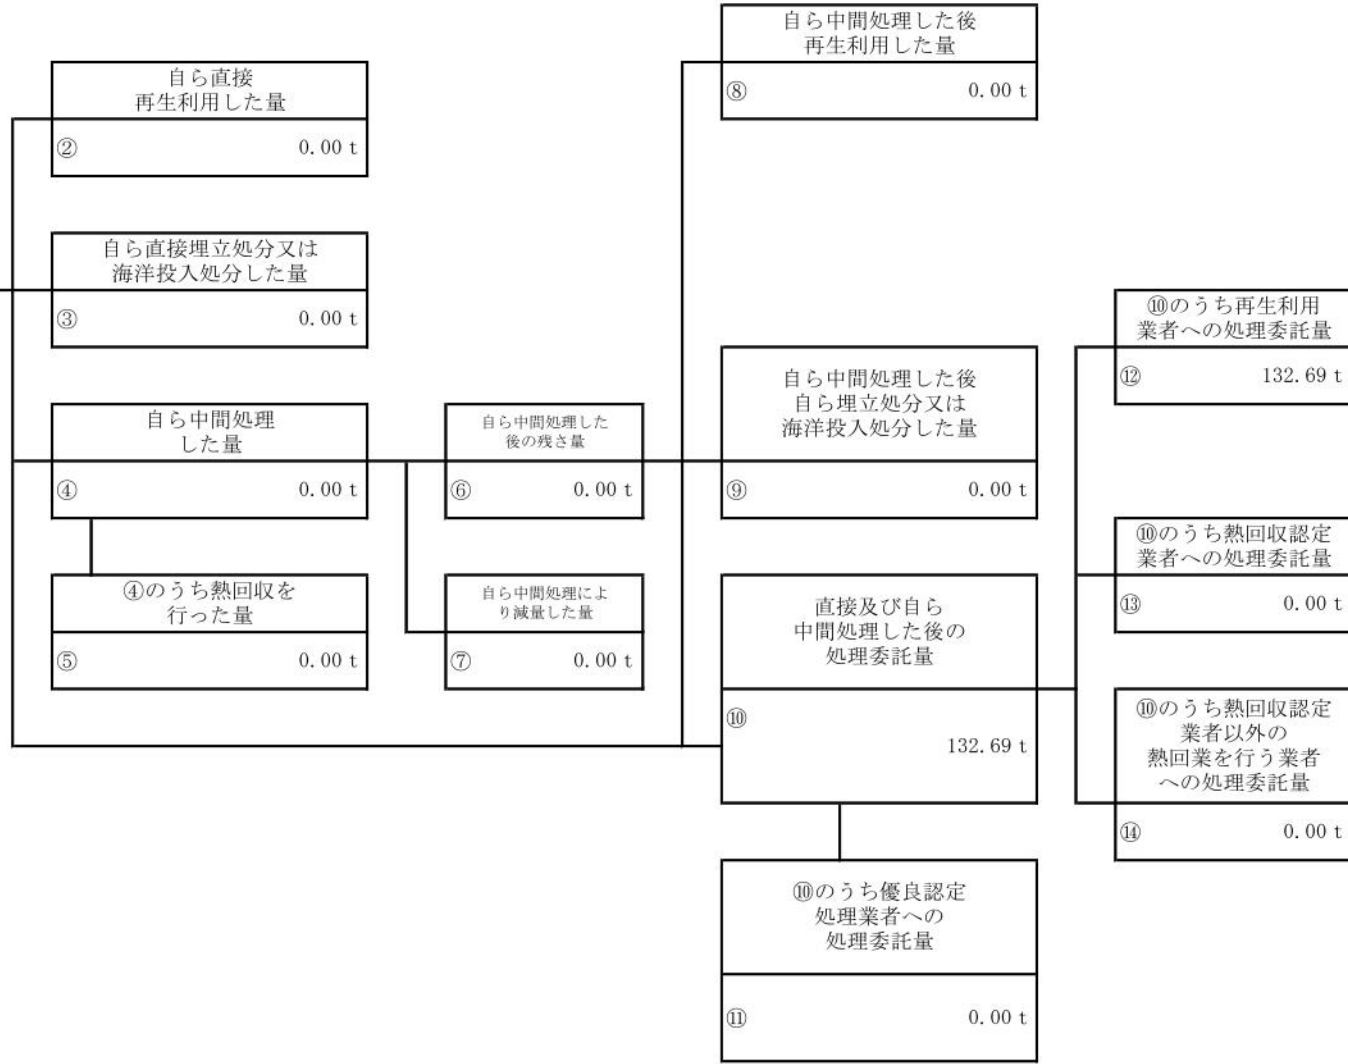 自ら直接
再生利用した量
② 0.00 t
自ら直接埋立処分又は
海洋投入処分した量
③ 0.00 t
自ら中間処理
した量
④ 0.00 t
④のうち熱回収を
行った量
⑤ 0.00 t
自ら中間処理した
後の残さ量
⑥ 0.00 t
自ら中間処理によ
り減量した量
⑦ 0.00 t
自ら中間処理した後
再生利用した量
⑧ 0.00 t
自ら中間処理した後
自ら埋立処分又は
海洋投入処分した量
⑨ 0.00 t
直接及び自ら
中間処理した後の
処理委託量
⑩
132.69 t
⑩のうち優良認定
処理業者への
処理委託量
⑪ 0.00 t
⑩のうち再生利用
業者への処理委託量
⑫ 132.69 t
⑩のうち熱回収認定
業者への処理委託量
⑬ 0.00 t
⑩のうち熱回収認定
業者以外の
熱回業を行う業者
への処理委託量
⑭ 0.00 t